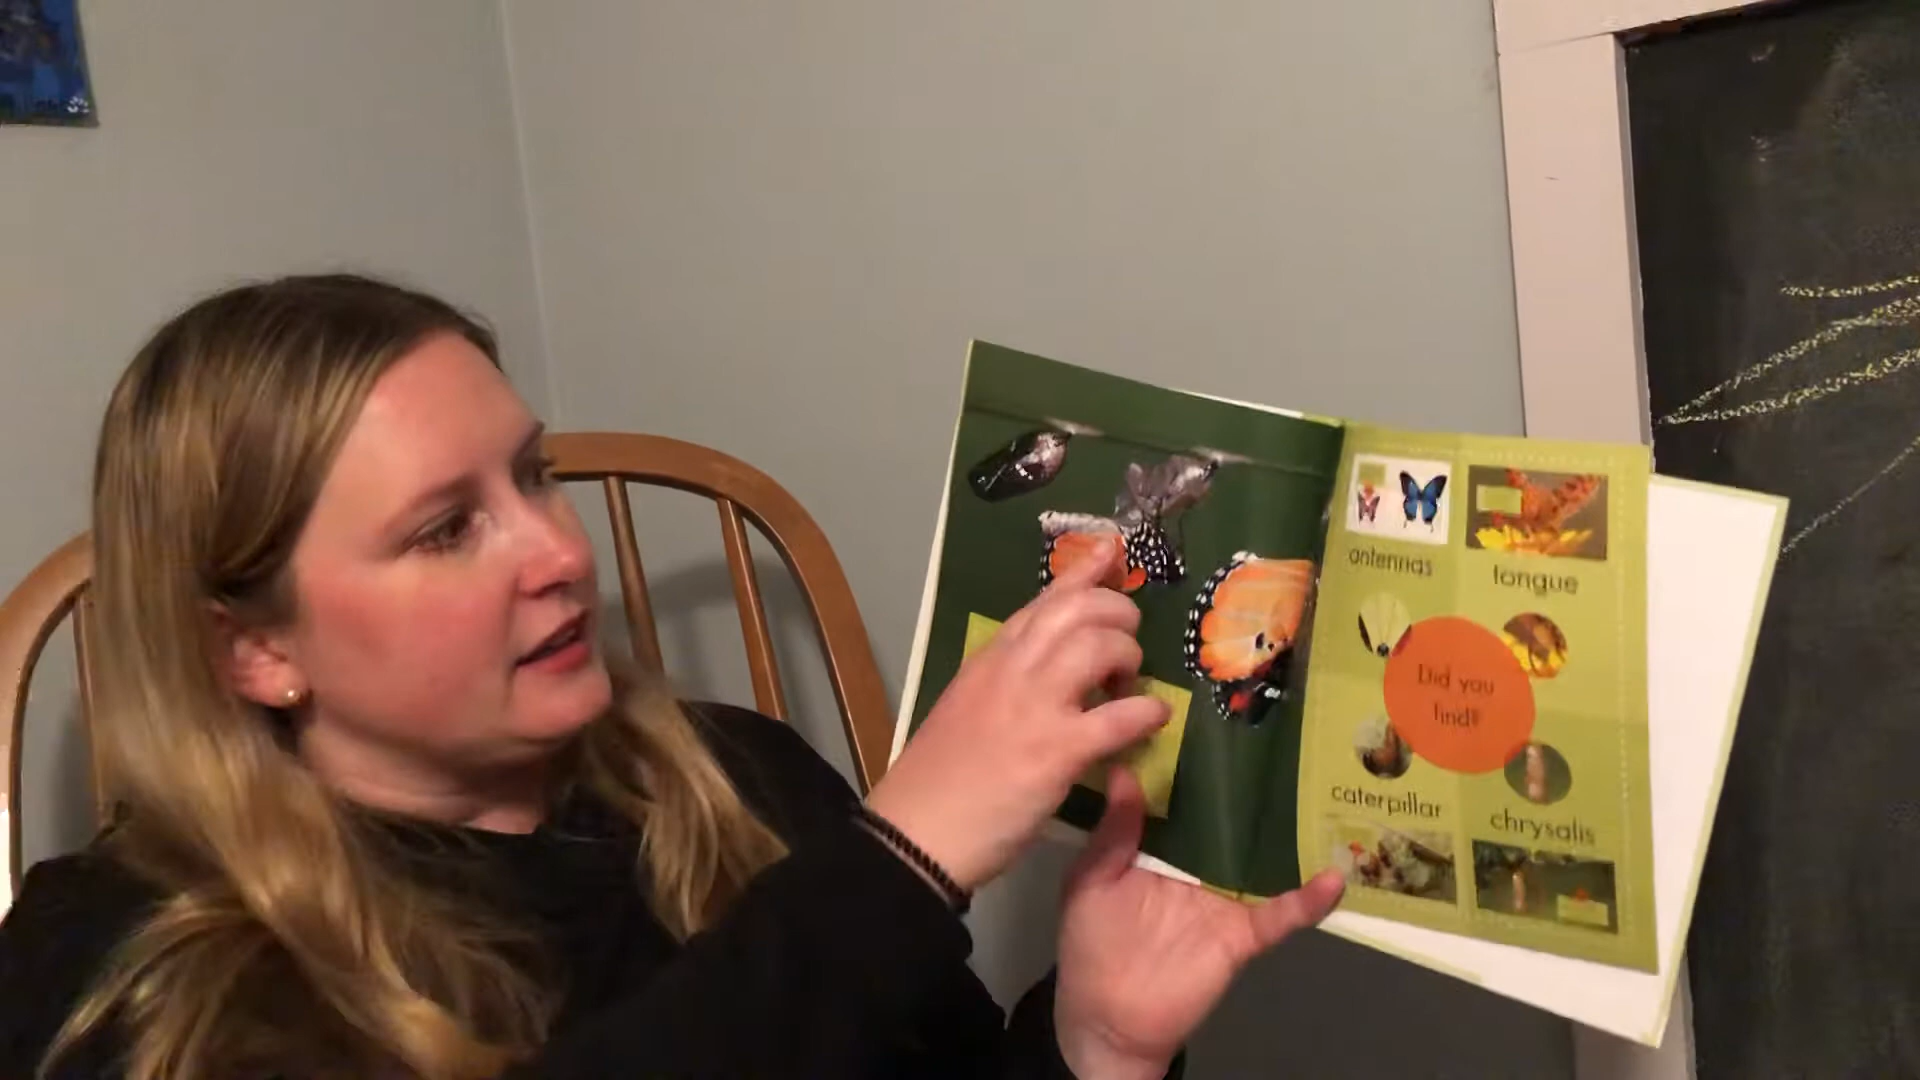 antennas
tongue
Did you
find?
caterpillar
chrysalis